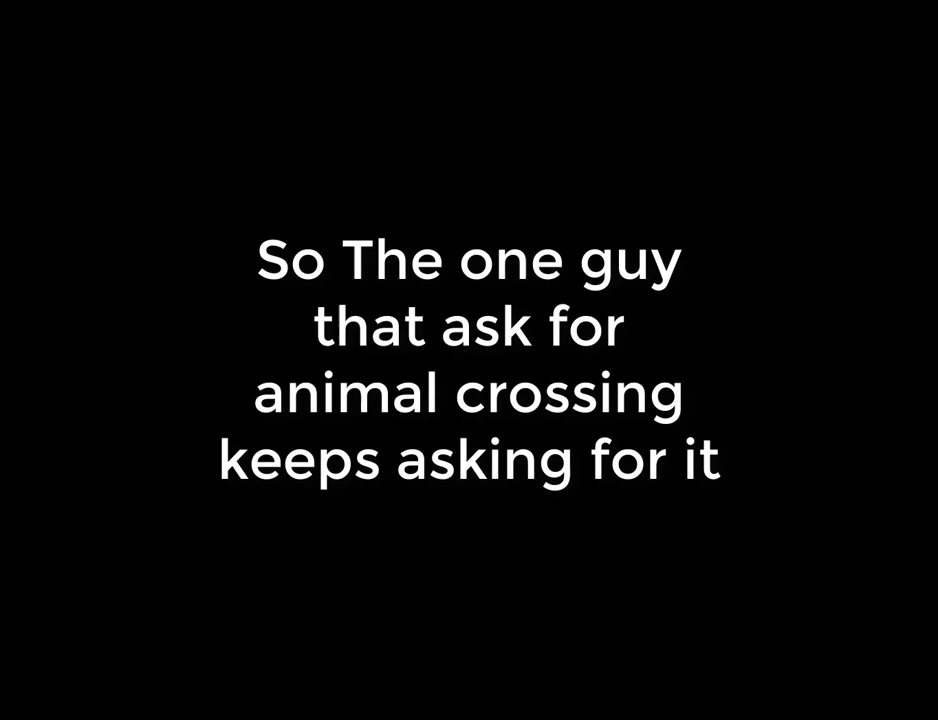 So The one guy
that ask for
animal crossing
keeps asking for it